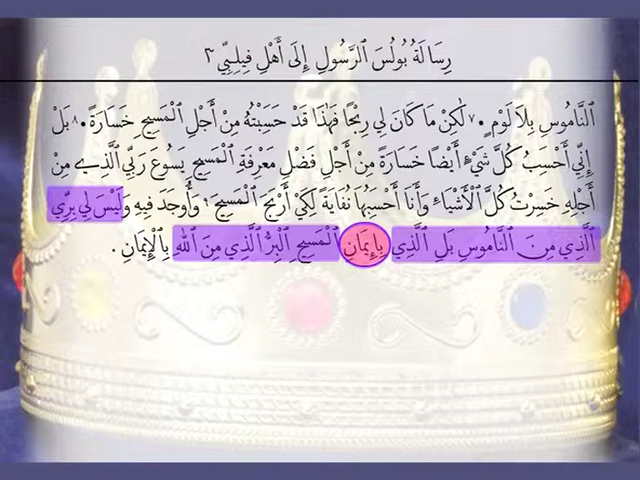 رِسَالَةُ بُولُسَ ٱلرَّسُولِ إِلَى أَهْلِ فِيلِبِّي ٣
ٱلنَّامُوسِ بِلَا لَوْمٍ ٠ ٧ لَٰكِنْ مَا كَانَ لِي رِبْحًا فَهَٰذَا قَدْ حَسِبْتُهُ مِنْ أَجْلِ ٱلْمَسِيحِ خَسَارَةً ٠ ٨ بَلْ
إِنِّي أَحْسِبُ كُلَّ شَيْءٍ أَيْضًا خَسَارَةً مِنْ أَجْلِ فَضْلِ مَعْرِفَةِ ٱلْمَسِيحِ يَسُوعَ رَبِّي ٱلَّذِي مِنْ
أَجْلِهِ خَسِرْتُ كُلَّ ٱلْأَشْيَاءِ وَأَنَا أَحْسِبُهَا نُفَايَةً لِكَيْ أَرْبَحَ ٱلْمَسِيحَ ٩ وَأُوجَدَ فِيهِ وَلَيْسَ لِي بِرِّي
ٱلَّذِي مِنَ ٱلنَّامُوسِ بَلِ ٱلَّذِي بِإِيمَانِ ٱلْمَسِيحِ ٱلْبِرُّ ٱلَّذِي مِنَ ٱللهِ بِٱلْإِيمَانِ .